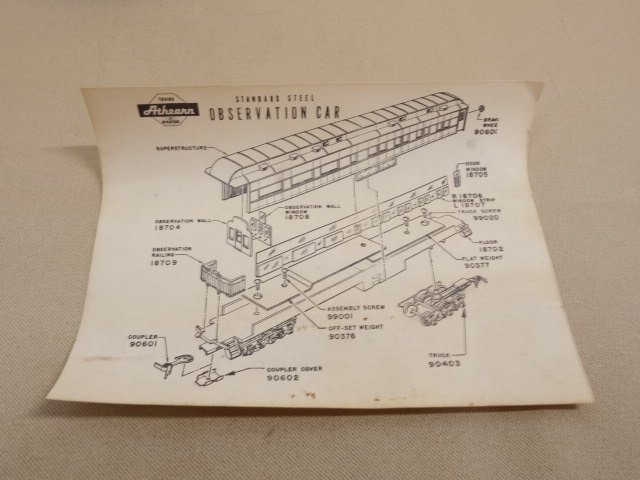 TRAINS
Athearn
IN MINIATURE
STANDARD STEEL
OBSERVATION CAR
BRAKE
WHEEL
90601
SUPERSTRUCTURE
DOOR
WINDOW
18705
OBSERVATION WALL
WINDOW
18708
R 18706
WINDOW STRIP
L 18707
OBSERVATION WALL
18704
TRUCK SCREW
99020
OBSERVATION
RAILING
18709
FLOOR
18702
FLAT WEIGHT
90377
ASSEMBLY SCREW
99001
OFF-SET WEIGHT
90376
COUPLER
90601
TRUCK
90403
COUPLER COVER
90602